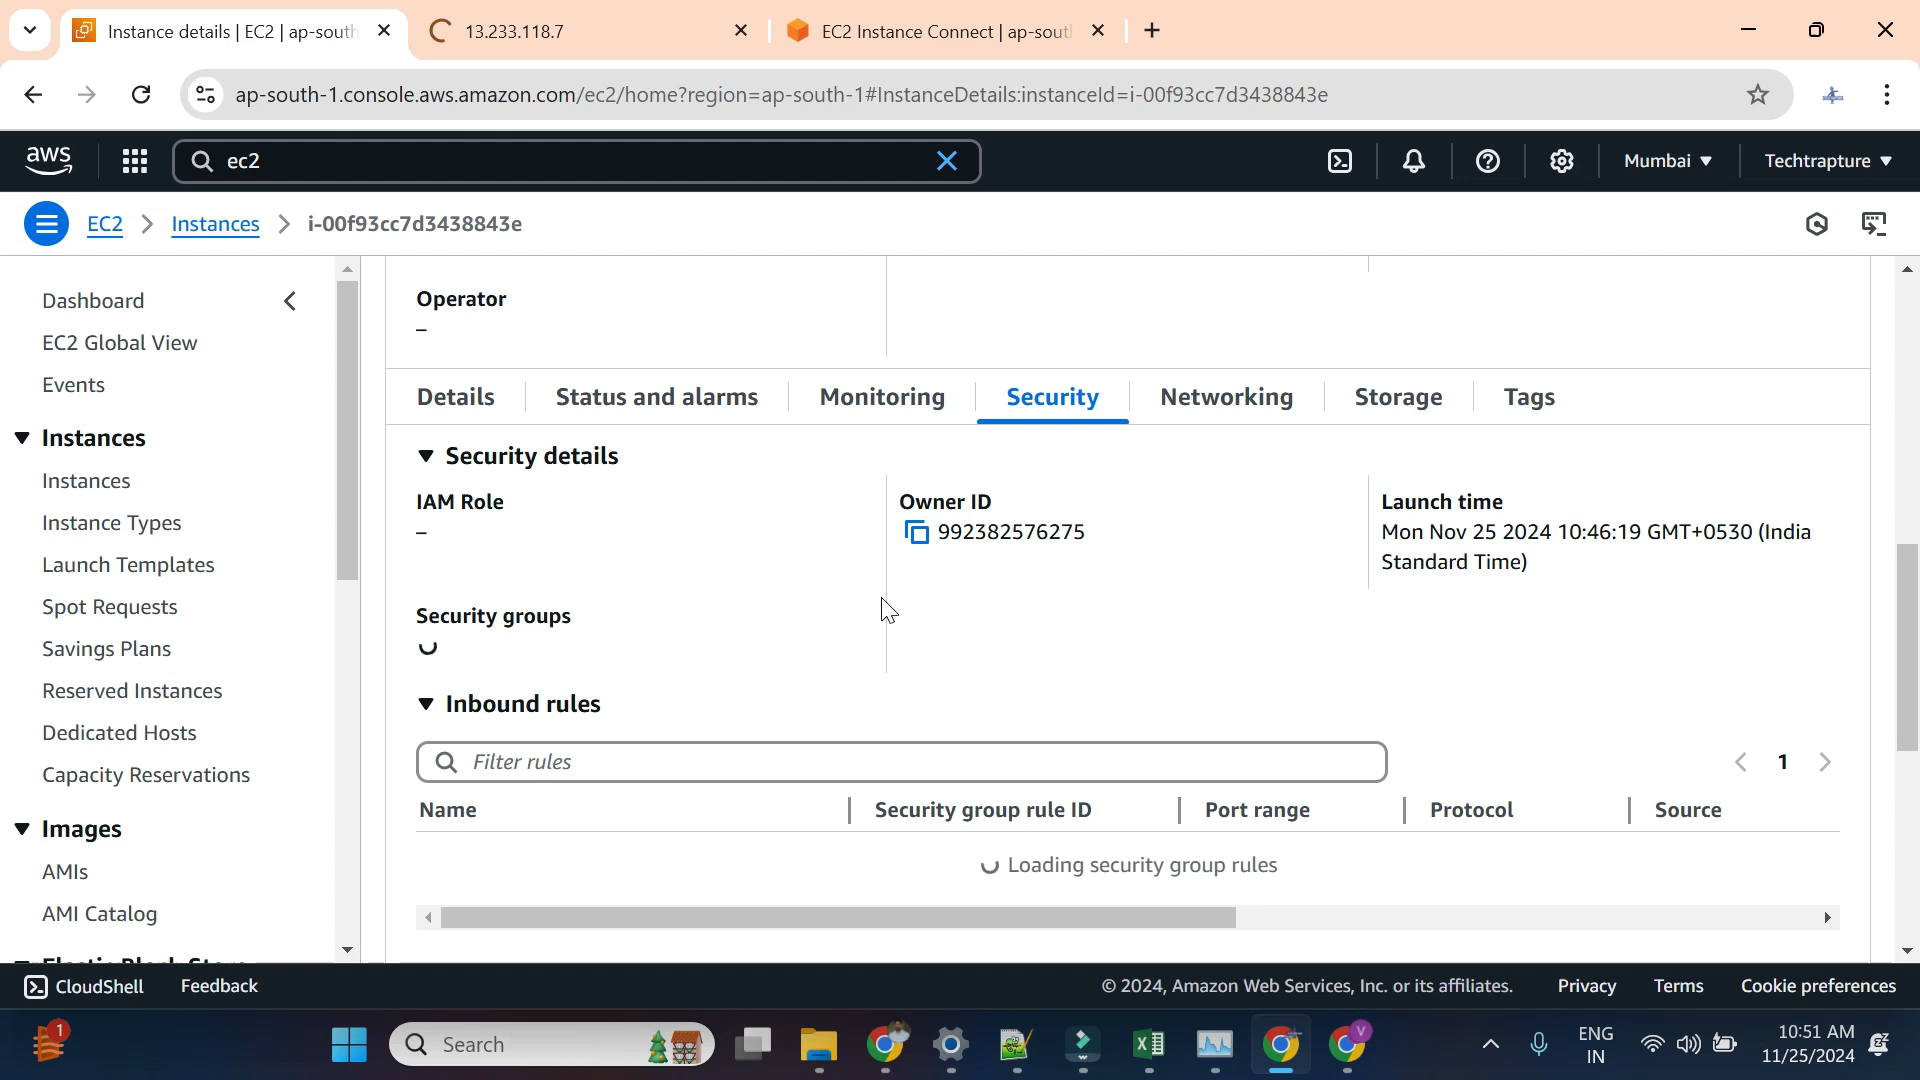 Instance details | EC2 | ap-south
13.233.118.7
EC2 Instance Connect | ap-sout
ap-south-1.console.aws.amazon.com/ec2/home?region=ap-south-1#InstanceDetails:instanceId=i-00f93cc7d3438843e
aws
ec2
Mumbai
Techtrapture
EC2
Instances
i-00f93cc7d3438843e
Dashboard
EC2 Global View
Events
Instances
Instances
Instance Types
Launch Templates
Spot Requests
Savings Plans
Reserved Instances
Dedicated Hosts
Capacity Reservations
Images
AMIs
AMI Catalog
Operator
–
Details
Status and alarms
Monitoring
Security
Networking
Storage
Tags
Security details
IAM Role
–
Owner ID
992382576275
Launch time
Mon Nov 25 2024 10:46:19 GMT+0530 (India
Standard Time)
Security groups
Inbound rules
Filter rules
1
Name
Security group rule ID
Port range
Protocol
Source
Loading security group rules
CloudShell
Feedback
© 2024, Amazon Web Services, Inc. or its affiliates.
Privacy
Terms
Cookie preferences
1
Search
V
ENG
IN
10:51 AM
11/25/2024